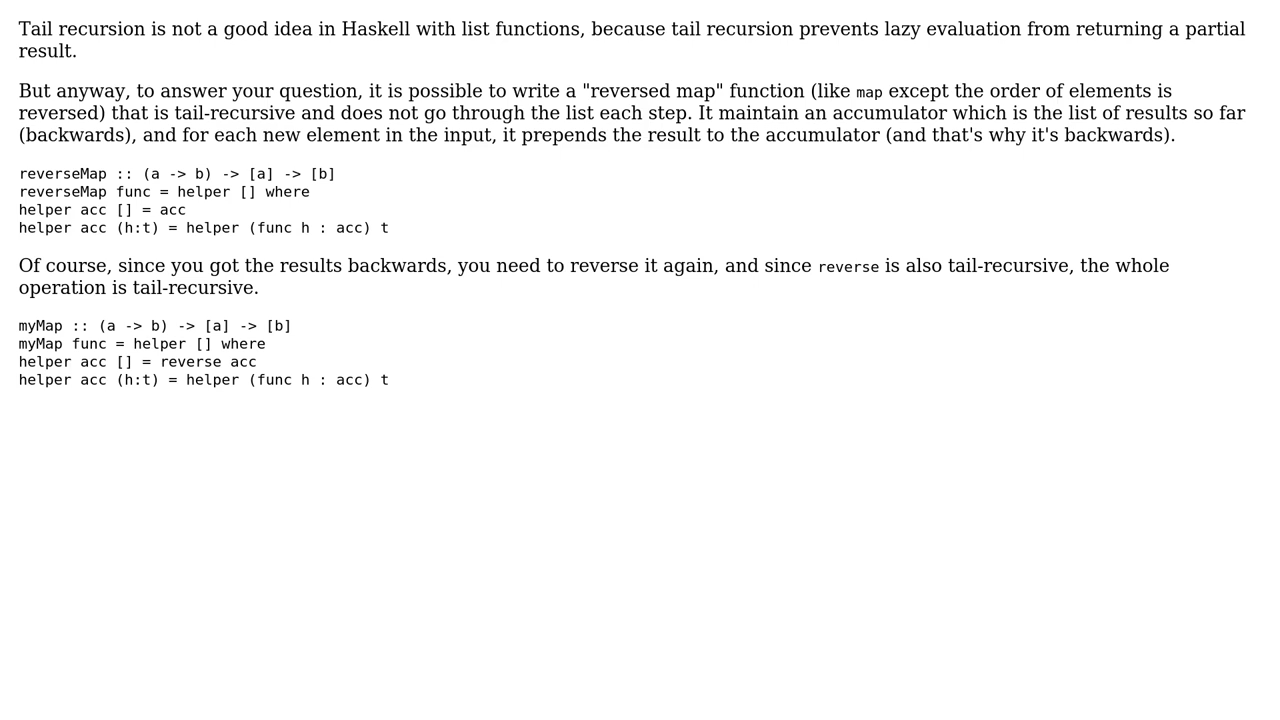 Tail recursion is not a good idea in Haskell with list functions, because tail recursion prevents lazy evaluation from returning a partial
result.
But anyway, to answer your question, it is possible to write a "reversed map" function (like map except the order of elements is
reversed) that is tail-recursive and does not go through the list each step. It maintain an accumulator which is the list of results so far
(backwards), and for each new element in the input, it prepends the result to the accumulator (and that's why it's backwards).
reverseMap :: (a -> b) -> [a] -> [b]
reverseMap func = helper [] where
helper acc [] = acc
helper acc (h:t) = helper (func h : acc) t
Of course, since you got the results backwards, you need to reverse it again, and since reverse is also tail-recursive, the whole
operation is tail-recursive.
myMap :: (a -> b) -> [a] -> [b]
myMap func = helper [] where
helper acc [] = reverse acc
helper acc (h:t) = helper (func h : acc) t